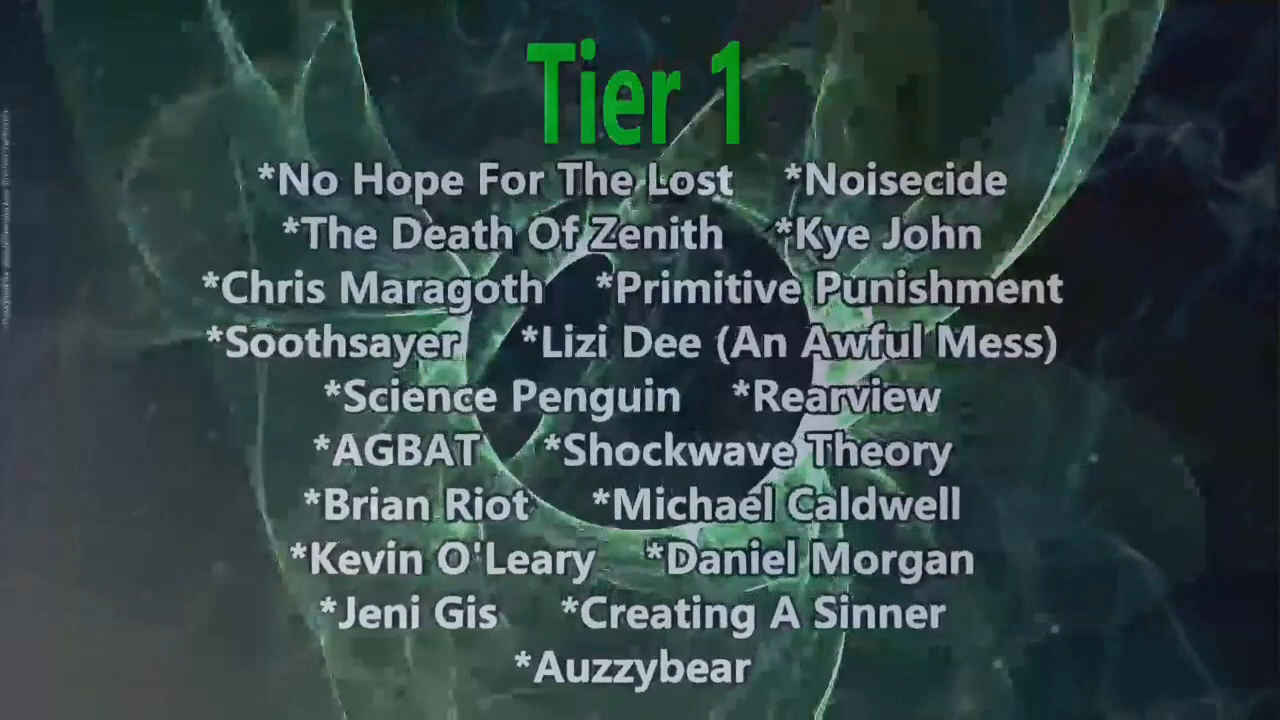 Tier 1
*No Hope For The Lost *Noisecide
*The Death Of Zenith *Kye John
*Chris Maragoth *Primitive Punishment
*Soothsayer *Lizi Dee (An Awful Mess)
*Science Penguin *Rearview
*AGBAT *Shockwave Theory
*Brian Riot *Michael Caldwell
*Kevin O'Leary *Daniel Morgan
*Jeni Gis *Creating A Sinner
*Auzzybear